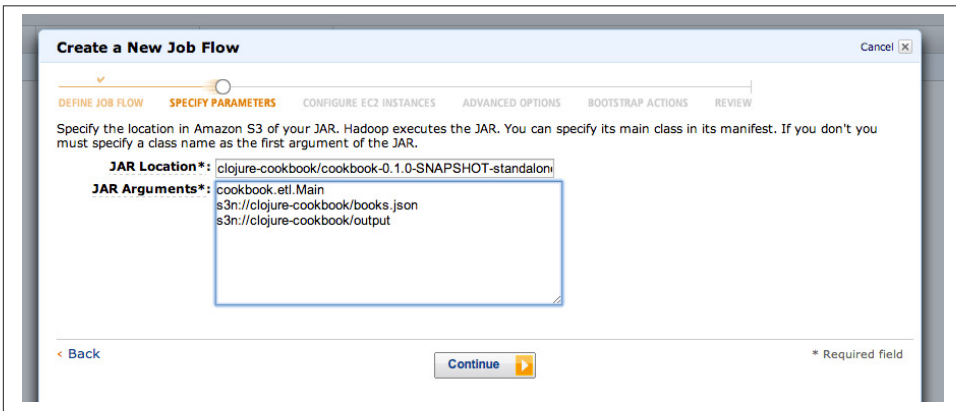 Create a New Job Flow
Cancel
DEFINE JOB FLOW SPECIFY PARAMETERS CONFIGURE EC2 INSTANCES ADVANCED OPTIONS BOOTSTRAP ACTIONS REVIEW
Specify the location in Amazon S3 of your JAR. Hadoop executes the JAR. You can specify its main class in its manifest. If you don't you
must specify a class name as the first argument of the JAR.
JAR Location*: clojure-cookbook/cookbook-0.1.0-SNAPSHOT-standalon
JAR Arguments*: cookbook.etl.Main
s3n://clojure-cookbook/books.json
s3n://clojure-cookbook/output
< Back
Continue
* Required field